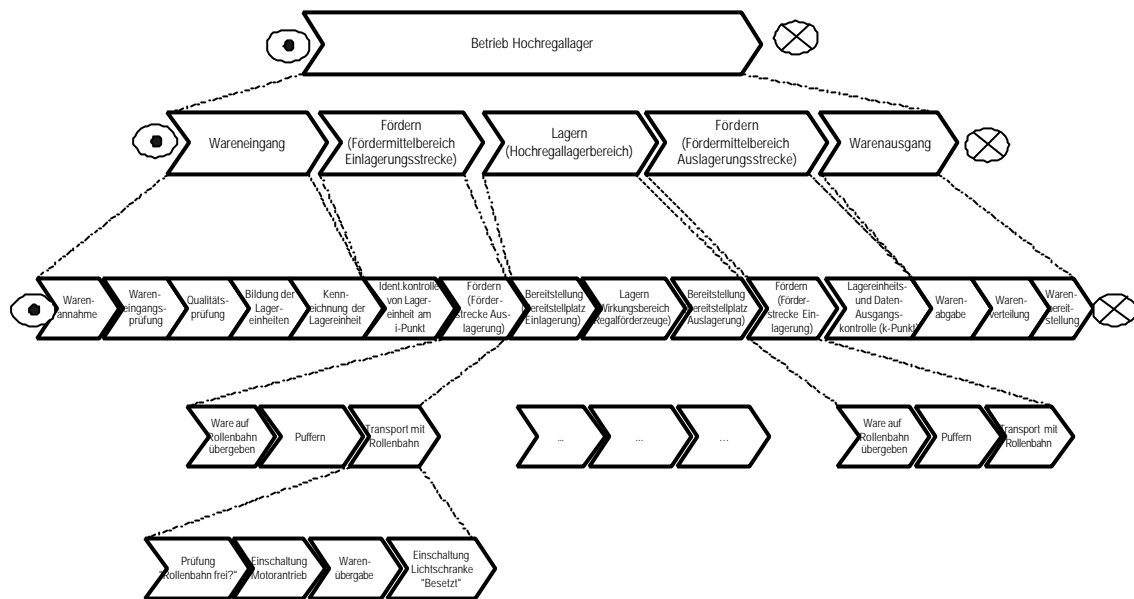 Betrieb Hochregallager
Wareneingang
Fördern
(Fördermittelbereich
Einlagerungsstrecke)
Lagern
(Hochregallagerbereich)
Fördern
(Fördermittelbereich
Auslagerungsstrecke)
Warenausgang
Waren-
annahme
Waren-
eingangs-
prüfung
Qualitäts-
prüfung
Bildung der
Lager-
einheiten
Kenn-
zeichnung der
Lagereinheit
Ident.kontrolle
von Lager-
einheit am
i-Punkt
Fördern
(Förder-
strecke Aus-
lagerung)
Bereitstellung
(Bereitstellplatz
Einlagerung)
Lagern
(Wirkungsbereich
Regalförderzeuge)
Bereitstellung
(Bereitstellplatz
Auslagerung)
Fördern
(Förder-
strecke Ein-
lagerung)
Lagereinheits-
und Daten-
Ausgangs-
kontrolle (k-Punkt)
Waren-
abgabe
Waren-
verteilung
Waren-
bereit-
stellung
Ware auf
Rollenbahn
übergeben
Puffern
Transport mit
Rollenbahn
...
...
...
Ware auf
Rollenbahn
übergeben
Puffern
Transport mit
Rollenbahn
Prüfung
"Rollenbahn frei?"
Einschaltung
Motorantrieb
Waren-
übergabe
Einschaltung
Lichtschranke
"Besetzt"